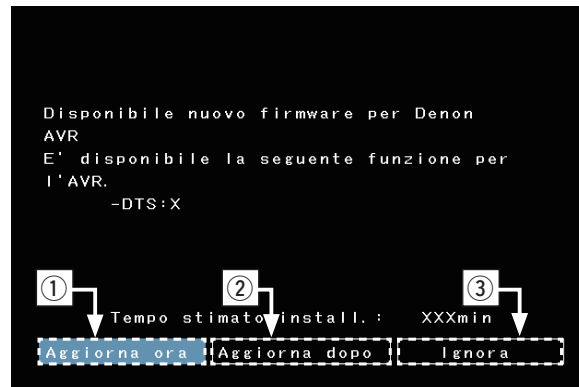 Disponibile nuovo firmware per Denon
AVR
E' disponibile la seguente funzione per
l'AVR.
-DTS:X
① ② ③
Tempo stimato install.: XXXmin
Aggiorna ora Aggiorna dopo Ignora